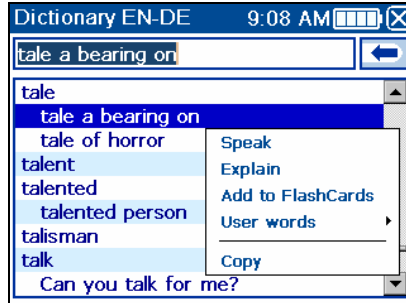 Dictionary EN-DE 9:08 AM
tale a bearing on
tale
tale a bearing on
tale of horror
talent
talented
talented person
talisman
talk
Can you talk for me?
Speak
Explain
Add to FlashCards
User words
Copy